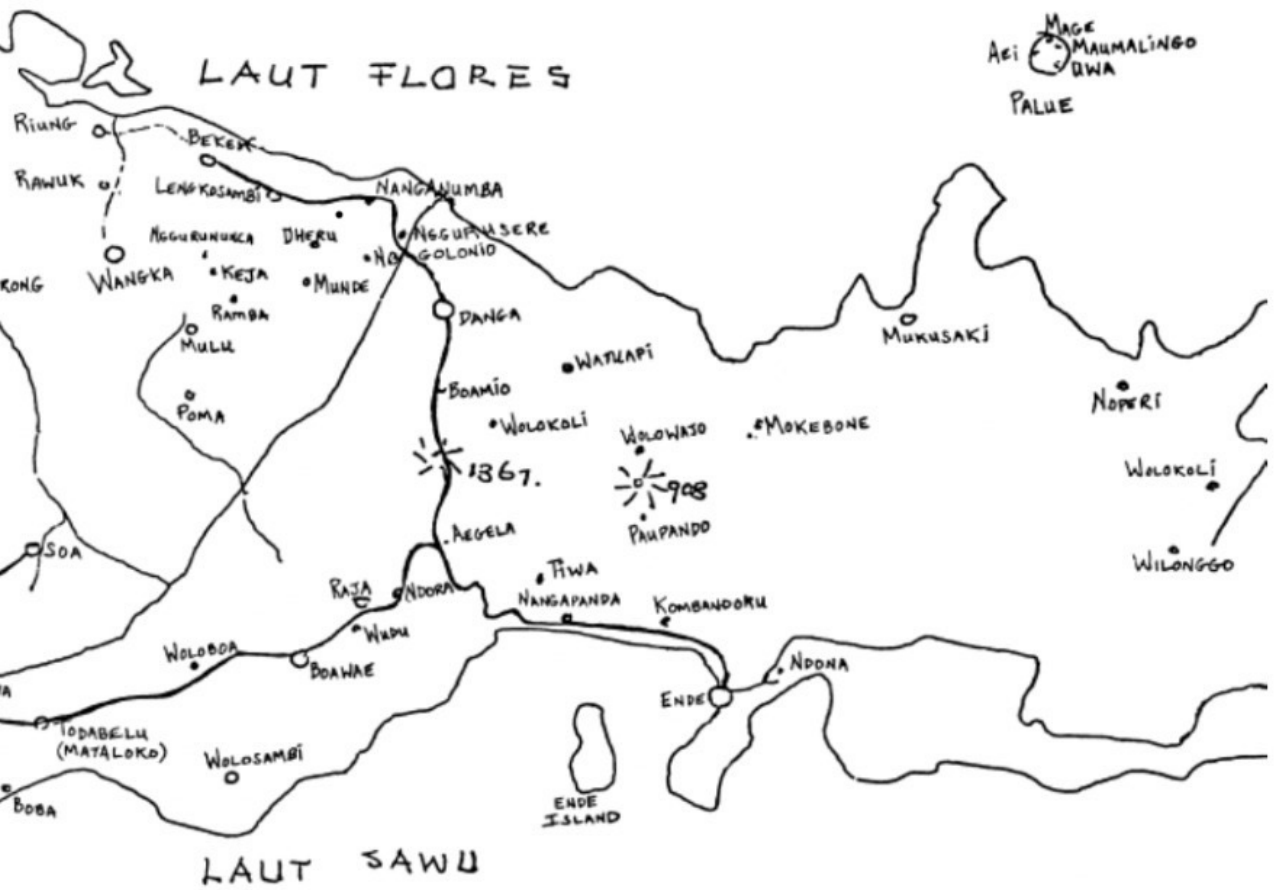 MAGE
AEI
MAUMALINGO
UWA
PALUE
LAUT FLORES
RIUNG
BEKEK
RAWUK
LENGKOSAMBI
NANGANUMBA
NGGURUNUKA
DHERU
NGGURUSERE
GOLONIO
RONG
WANGKA
KEJA
MUNDE
RAMBA
DANGA
MULU
MUKUSAKI
WATUAPI
BOAMIO
POMA
NOPERI
WOLOKOLI
WOLOWAJO
MOKEBONE
1367.
908
WOLOKOLI
PAUPANDO
AEGELA
SOA
WILONGGO
TIWA
RAJA
NDORA
NANGAPANDA
KOMBANDORU
WUDU
WOLOBOA
BOAWAE
NDONA
ENDE
TODABELU
(MATALOKO)
WOLOSAMBI
BOBA
ENDE
ISLAND
LAUT SAWU